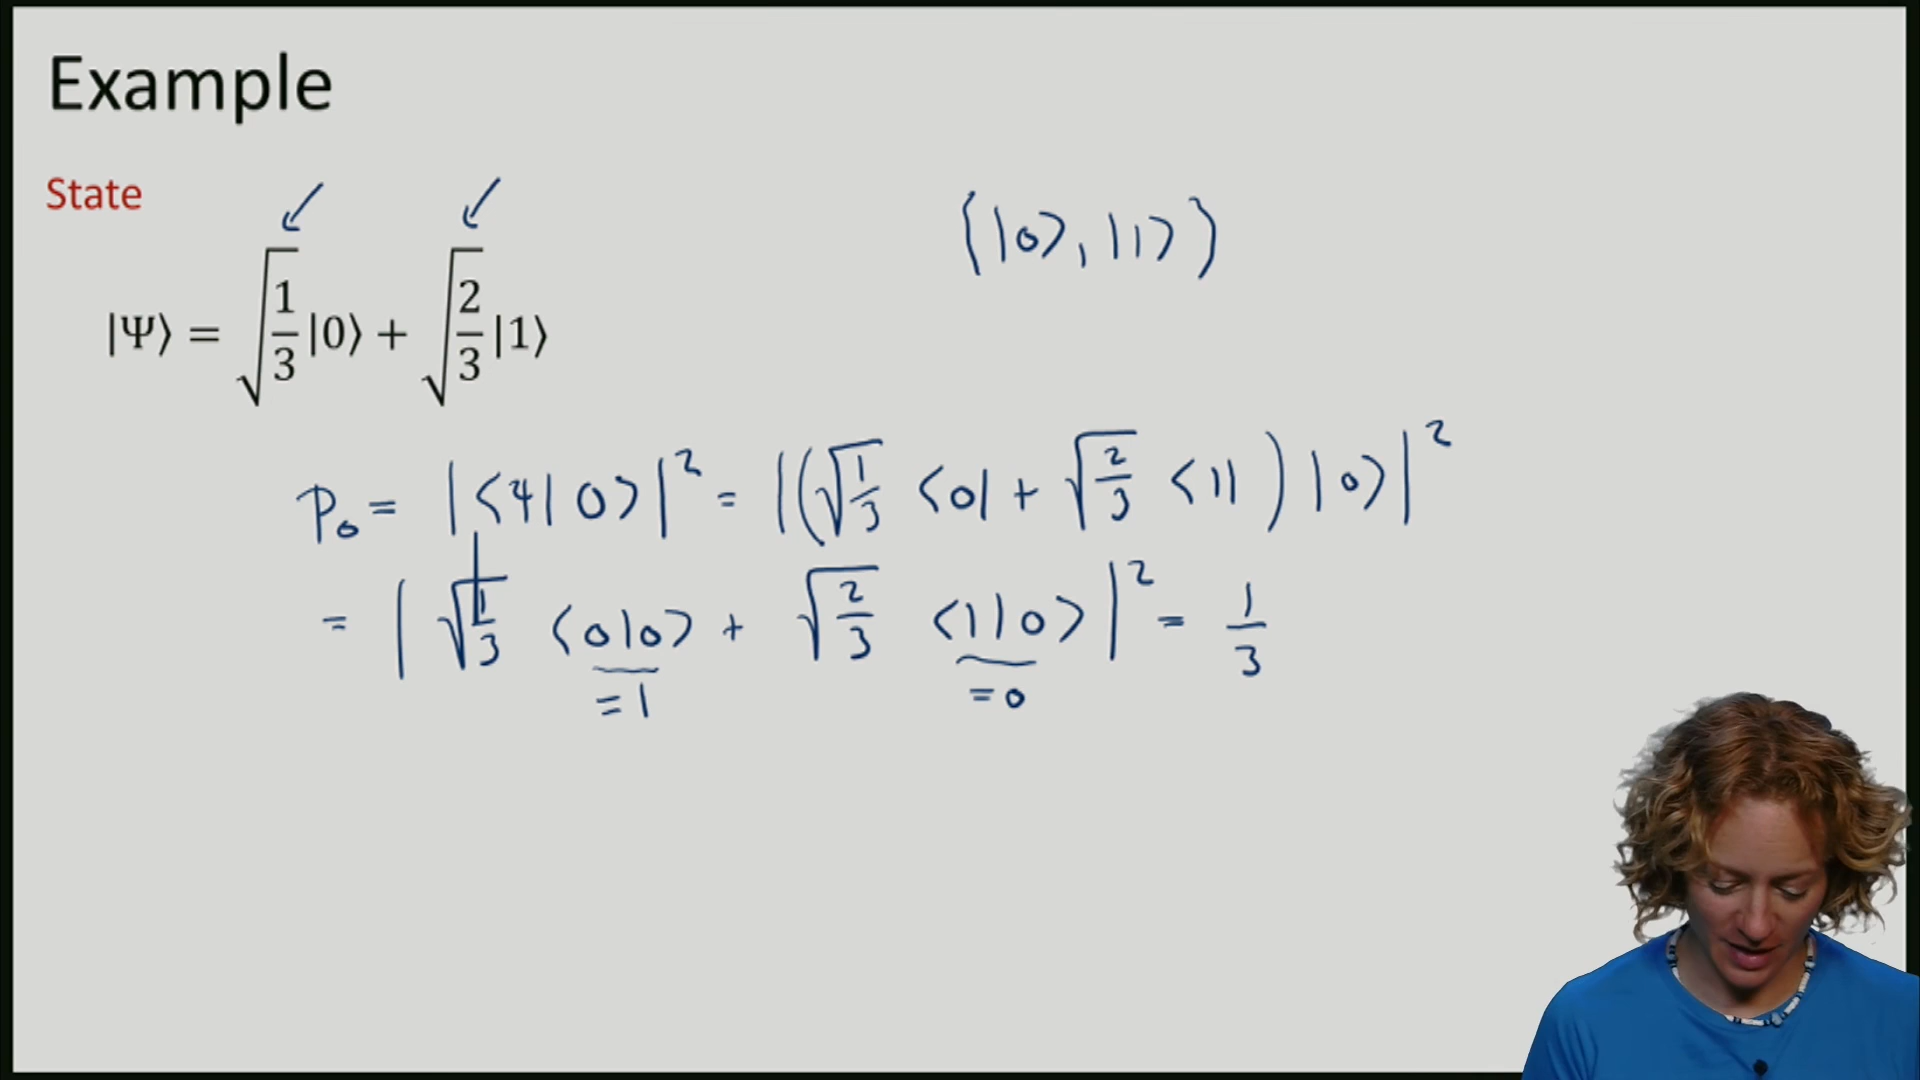 Example
State
|Ψ⟩ = √(1/3)|0⟩ + √(2/3)|1⟩
{|0⟩, |1⟩}
P₀ = |⟨Ψ|0⟩|² = |(√(1/3) ⟨0| + √(2/3) ⟨1|) |0⟩|²
= |√(1/3) ⟨0|0⟩ + √(2/3) ⟨1|0⟩|² = 1/3
=1 =0